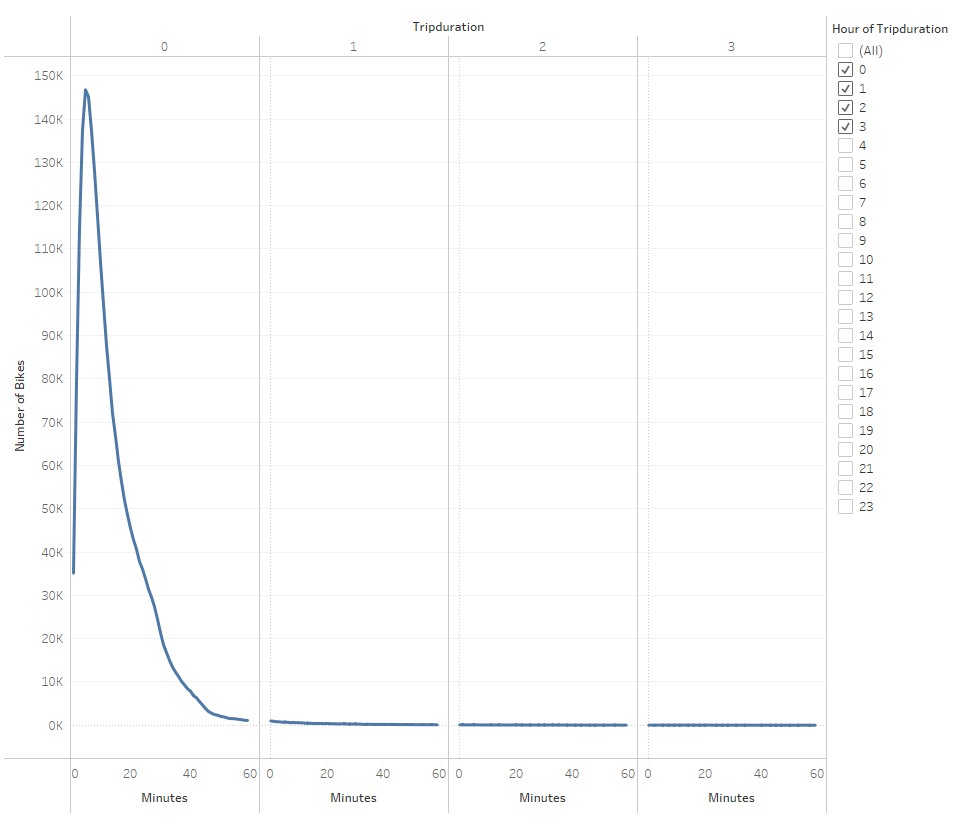 Tripduration
0 1 2 3
150K
140K
130K
120K
110K
100K
90K
80K
70K
60K
50K
40K
30K
20K
10K
0K
Number of Bikes
0 20 40 60 0 20 40 60 0 20 40 60 0 20 40 60
Minutes Minutes Minutes Minutes
Hour of Tripduration
(All)
0
1
2
3
4
5
6
7
8
9
10
11
12
13
14
15
16
17
18
19
20
21
22
23